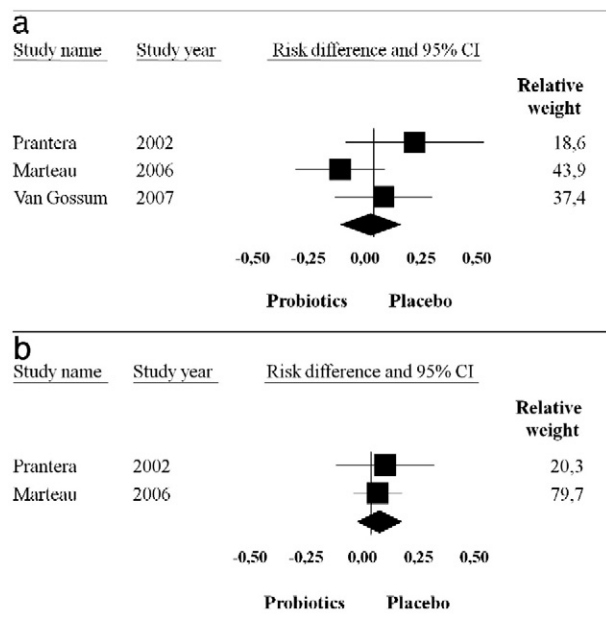 a
Study name Study year Risk difference and 95% CI
Relative
weight
Prantera 2002 18,6
Marteau 2006 43,9
Van Gossum 2007 37,4
-0,50 -0,25 0,00 0,25 0,50
Probiotics Placebo
b
Study name Study year Risk difference and 95% CI
Relative
weight
Prantera 2002 20,3
Marteau 2006 79,7
-0,50 -0,25 0,00 0,25 0,50
Probiotics Placebo